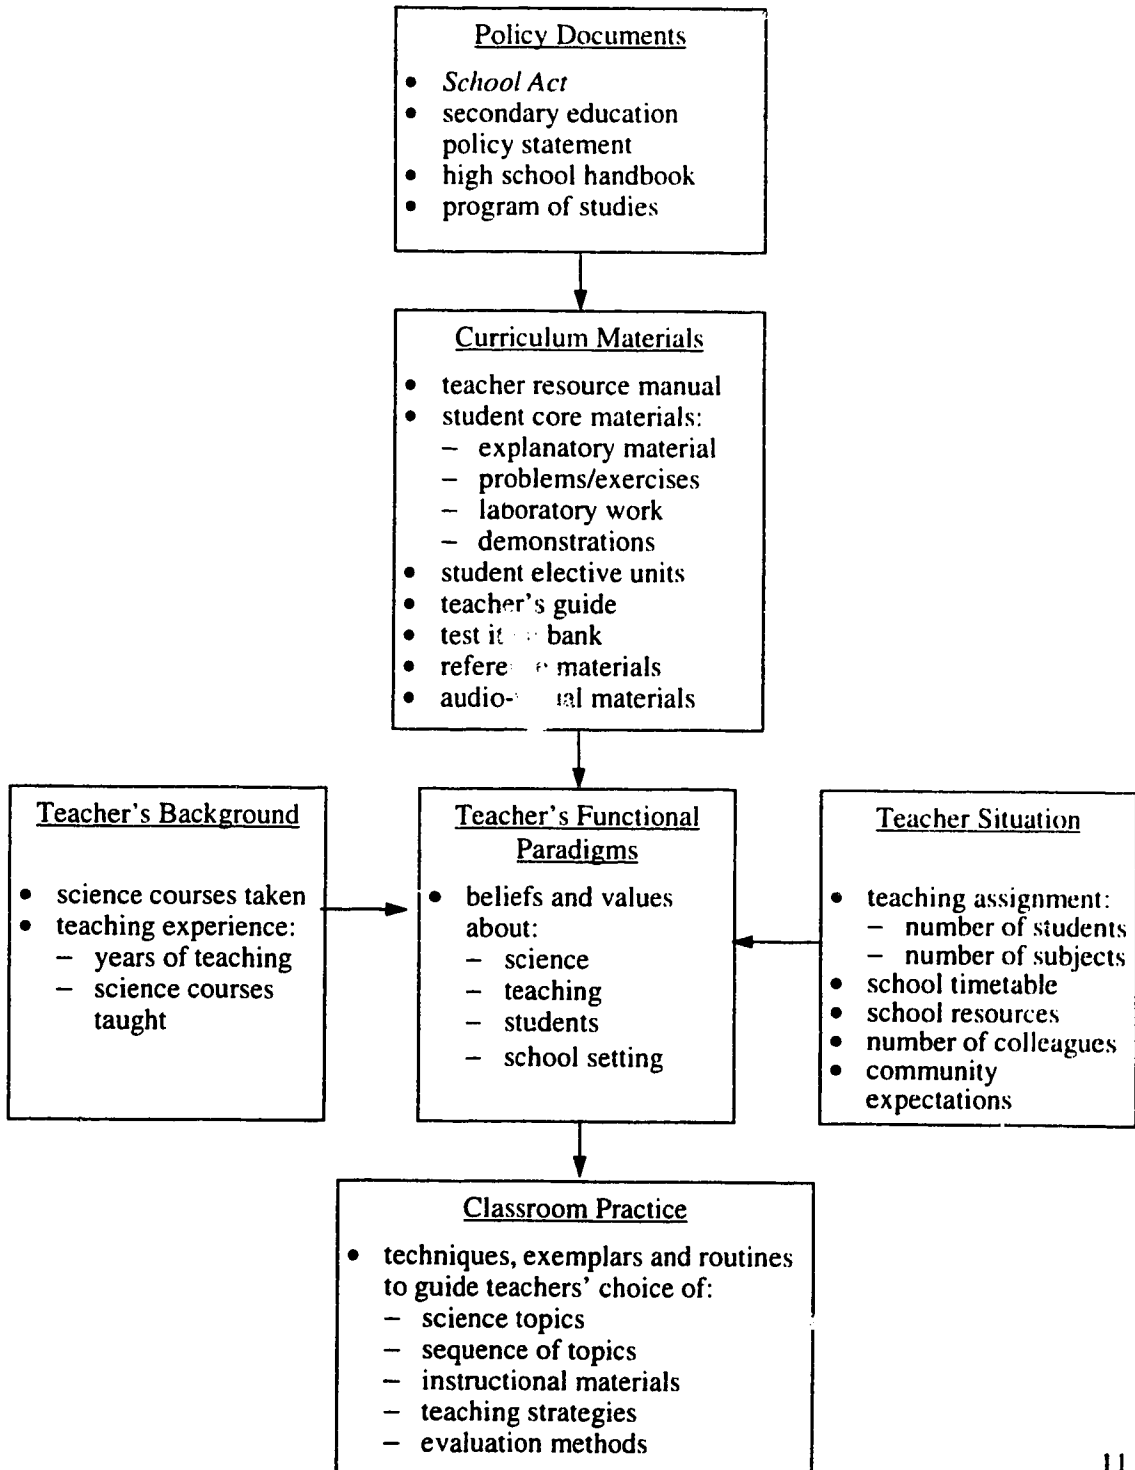 Policy Documents
• School Act
• secondary education
policy statement
• high school handbook
• program of studies
Curriculum Materials
• teacher resource manual
• student core materials:
– explanatory material
– problems/exercises
– laboratory work
– demonstrations
• student elective units
• teacher's guide
• test bank
• materials
• materials
Teacher's Background
• science courses taken
• teaching experience:
– years of teaching
– science courses
taught
Teacher's Functional
Paradigms
• beliefs and values
about:
– science
– teaching
– students
– school setting
Teacher Situation
• teaching assignment:
– number of students
– number of subjects
• school timetable
• school resources
• number of colleagues
• community
expectations
Classroom Practice
• techniques, exemplars and routines
to guide teachers' choice of:
– science topics
– sequence of topics
– instructional materials
– teaching strategies
– evaluation methods
11